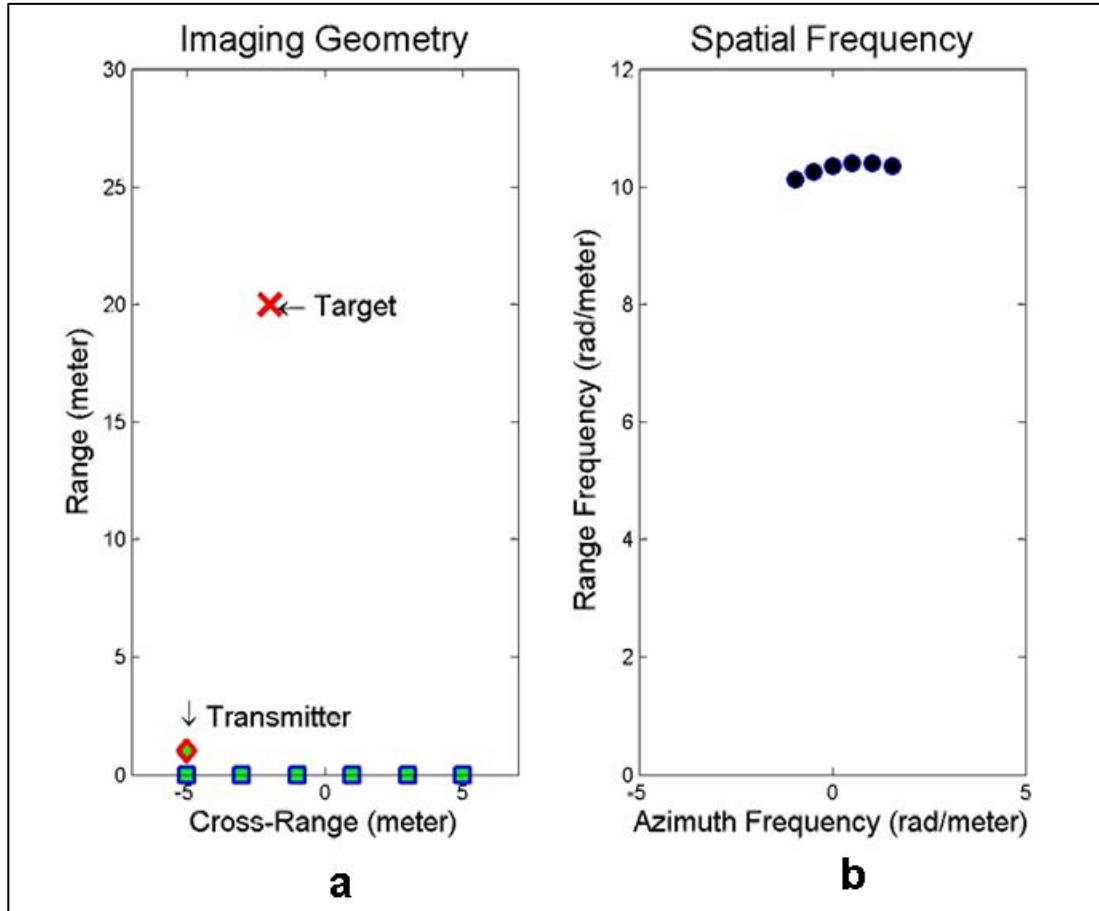 Imaging Geometry
30
25
20
15
10
5
0
-5
0
5
Range (meter)
Cross-Range (meter)
← Target
↓ Transmitter
a
Spatial Frequency
12
10
8
6
4
2
0
-5
0
5
Range Frequency (rad/meter)
Azimuth Frequency (rad/meter)
b